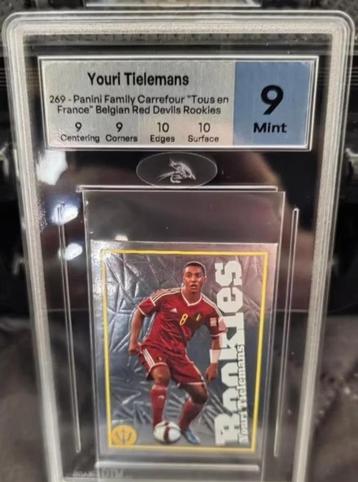 Youri Tielemans
269 - Panini Family Carrefour "Tous en
France" Belgian Red Devils Rookies
9 9 10 10
Centering Corners Edges Surface
9
Mint
8
Rookies
Youri Tielemans